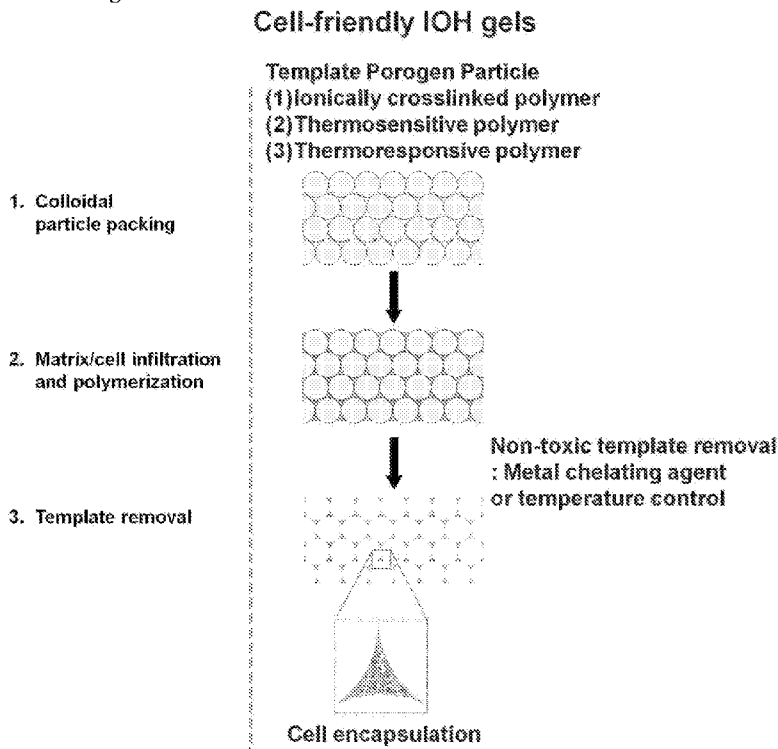 Cell-friendly IOH gels
Template Porogen Particle
(1)Ionically crosslinked polymer
(2)Thermosensitive polymer
(3)Thermoresponsive polymer
1. Colloidal
particle packing
2. Matrix/cell infiltration
and polymerization
Non-toxic template removal
: Metal chelating agent
or temperature control
3. Template removal
Cell encapsulation